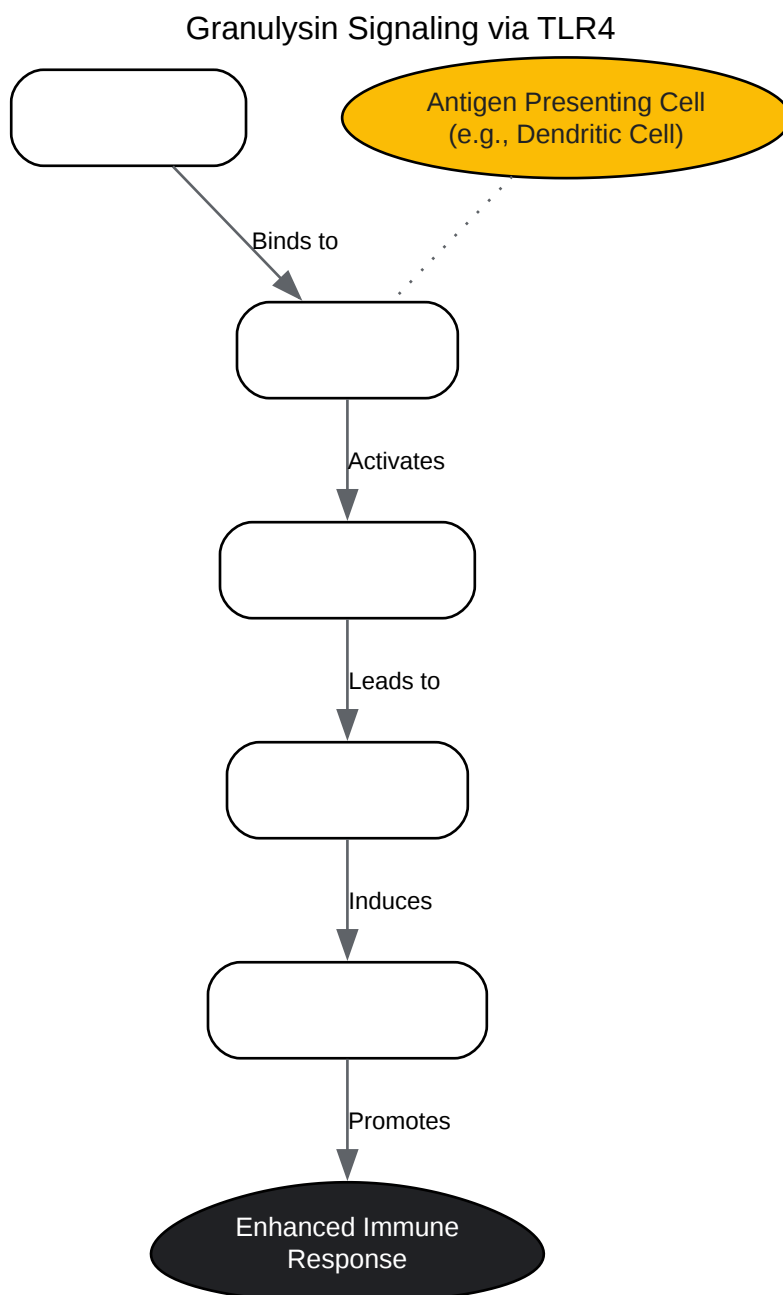 Granulysin Signaling via TLR4
Antigen Presenting Cell
(e.g., Dendritic Cell)
Binds to
Activates
Leads to
Induces
Promotes
Enhanced Immune
Response